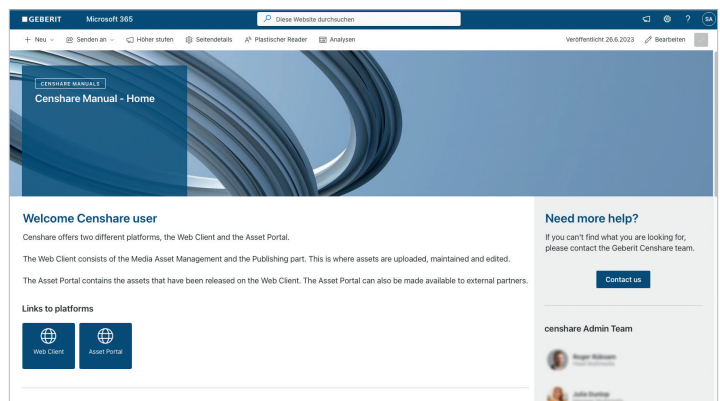 GEBERIT Microsoft 365 Diese Website durchsuchen ? SA
+ Neu Senden an Höher stufen Seitendetails Plastischer Reader Analysen Veröffentlicht 26.6.2023 Bearbeiten
CENSHARE MANUALS
Censhare Manual - Home
Welcome Censhare user
Censhare offers two different platforms, the Web Client and the Asset Portal.
The Web Client consists of the Media Asset Management and the Publishing part. This is where assets are uploaded, maintained and edited.
The Asset Portal contains the assets that have been released on the Web Client. The Asset Portal can also be made available to external partners.
Links to platforms
Web Client Asset Portal
Need more help?
If you can't find what you are looking for,
please contact the Geberit Censhare team.
Contact us
censhare Admin Team